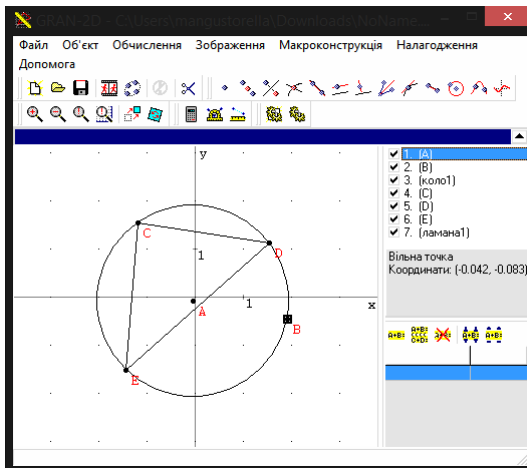 GRAN-2D - C:\Users\mangustorella\Downloads\NoName...
Файл Об'єкт Обчислення Зображення Макроконструкція Налагодження
Допомога
1. (A)
2. (B)
3. (коло1)
4. (C)
5. (D)
6. (E)
7. (ламана1)
Вільна точка
Координати: (-0.042, -0.083)
y
C
D
1
A
1
x
B
E